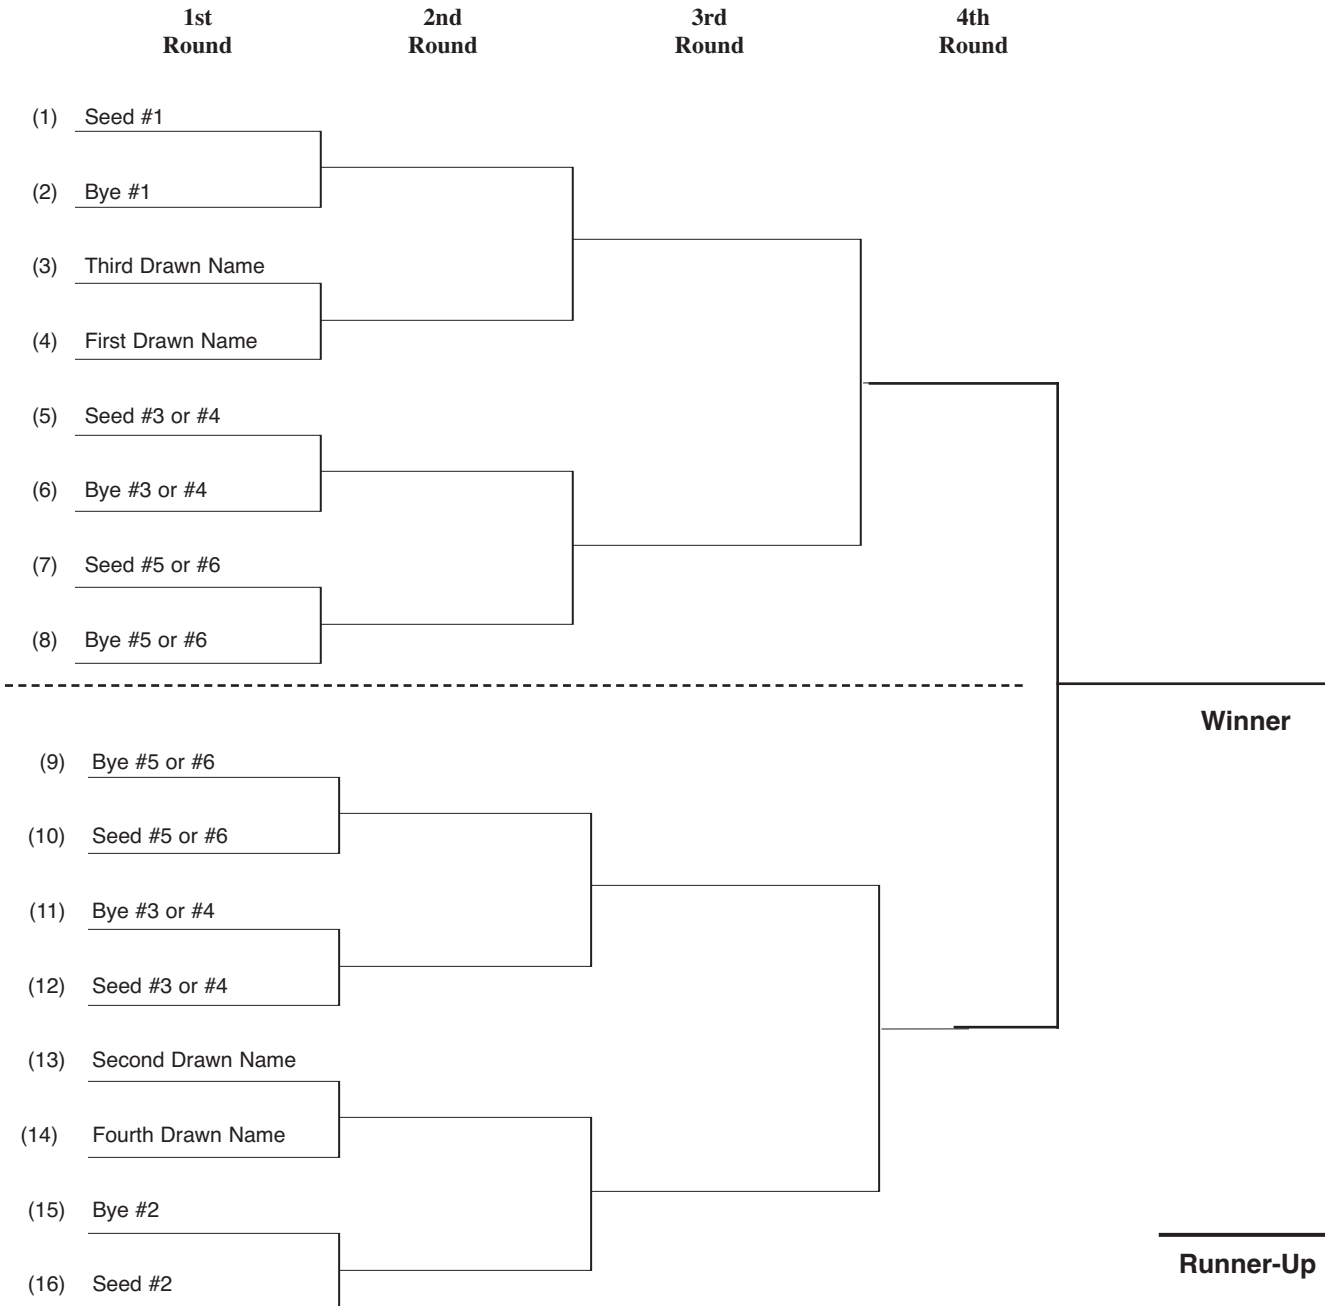 1st 2nd 3rd 4th
Round Round Round Round
(1) Seed #1
(2) Bye #1
(3) Third Drawn Name
(4) First Drawn Name
(5) Seed #3 or #4
(6) Bye #3 or #4
(7) Seed #5 or #6
(8) Bye #5 or #6
Winner
(9) Bye #5 or #6
(10) Seed #5 or #6
(11) Bye #3 or #4
(12) Seed #3 or #4
(13) Second Drawn Name
(14) Fourth Drawn Name
(15) Bye #2
Runner-Up
(16) Seed #2